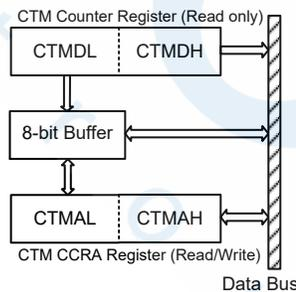 CTM Counter Register (Read only)
CTMDL CTMDH
8-bit Buffer
CTMAL CTMAH
CTM CCRA Register (Read/Write)
Data Bus